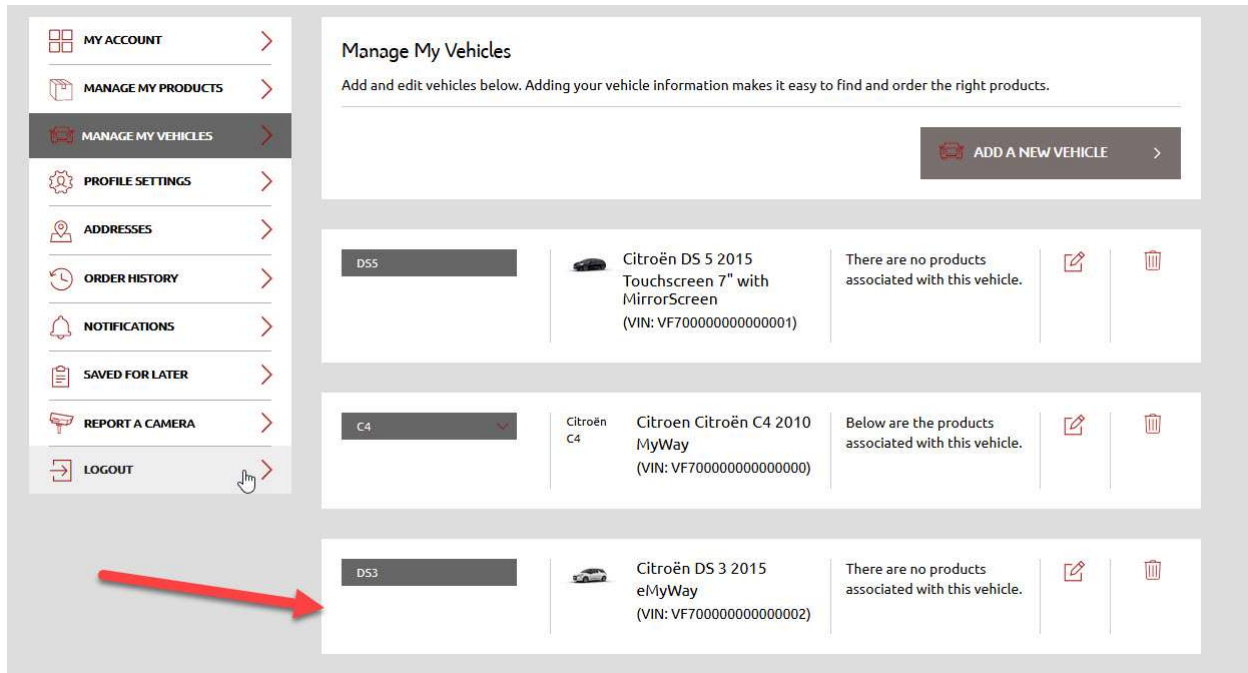 MY ACCOUNT
MANAGE MY PRODUCTS
MANAGE MY VEHICLES
PROFILE SETTINGS
ADDRESSES
ORDER HISTORY
NOTIFICATIONS
SAVED FOR LATER
REPORT A CAMERA
LOGOUT
Manage My Vehicles
Add and edit vehicles below. Adding your vehicle information makes it easy to find and order the right products.
ADD A NEW VEHICLE
DS5
Citroën DS 5 2015
Touchscreen 7" with
MirrorScreen
(VIN: VF700000000000001)
There are no products
associated with this vehicle.
C4
Citroën
C4
Citroen Citroën C4 2010
MyWay
(VIN: VF700000000000000)
Below are the products
associated with this vehicle.
DS3
Citroën DS 3 2015
eMyWay
(VIN: VF700000000000002)
There are no products
associated with this vehicle.